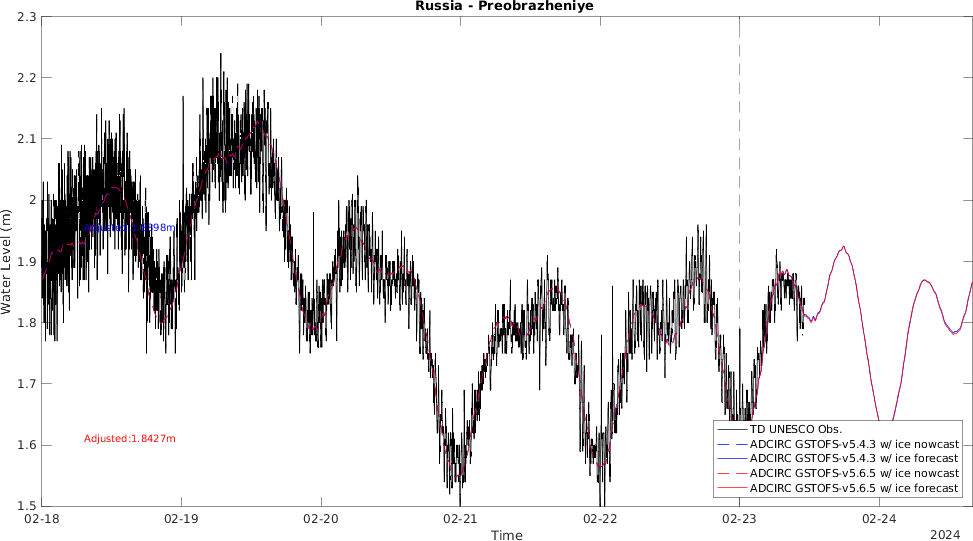 Russia - Preobrazheniye
2.3
2.2
2.1
2
1.9
1.8
1.7
1.6
1.5
Water Level (m)
Adjusted:
Adjusted:1.8427m
TD UNESCO Obs.
ADCIRC GSTOFS-v5.4.3 w/ ice nowcast
ADCIRC GSTOFS-v5.4.3 w/ ice forecast
ADCIRC GSTOFS-v5.6.5 w/ ice nowcast
ADCIRC GSTOFS-v5.6.5 w/ ice forecast
02-18 02-19 02-20 02-21 02-22 02-23 02-24
Time
2024